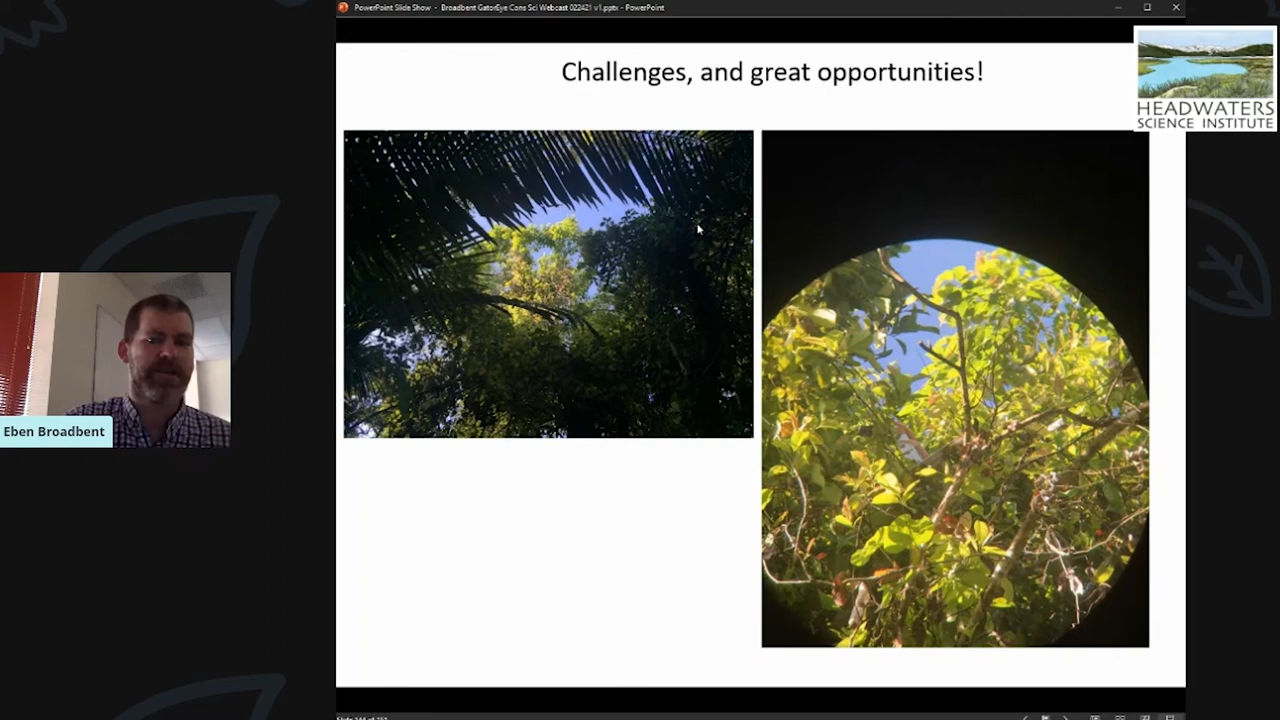 PowerPoint Slide Show - Broadbent GatorEye Cons Sci Webcast 022421 v1.pptx - PowerPoint
Challenges, and great opportunities!
HEADWATERS
SCIENCE INSTITUTE
Eben Broadbent